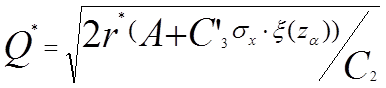 Q* = √2r*(A+C'₃σₓ·ξ(z_α))/C₂